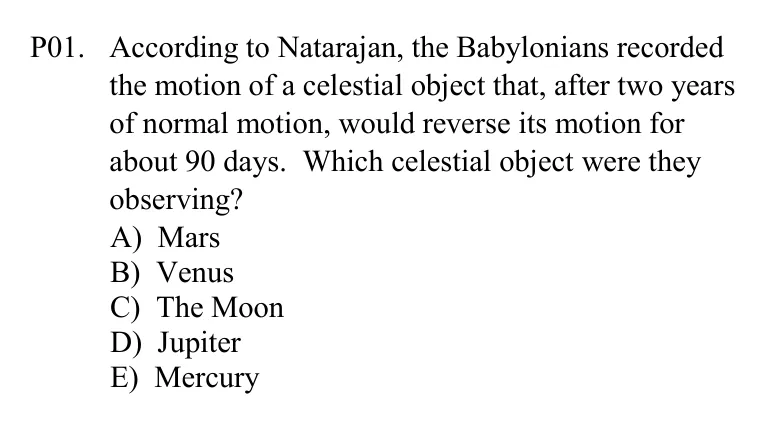 P01. According to Natarajan, the Babylonians recorded
the motion of a celestial object that, after two years
of normal motion, would reverse its motion for
about 90 days.  Which celestial object were they
observing?
A)  Mars
B)  Venus
C)  The Moon
D)  Jupiter
E)  Mercury